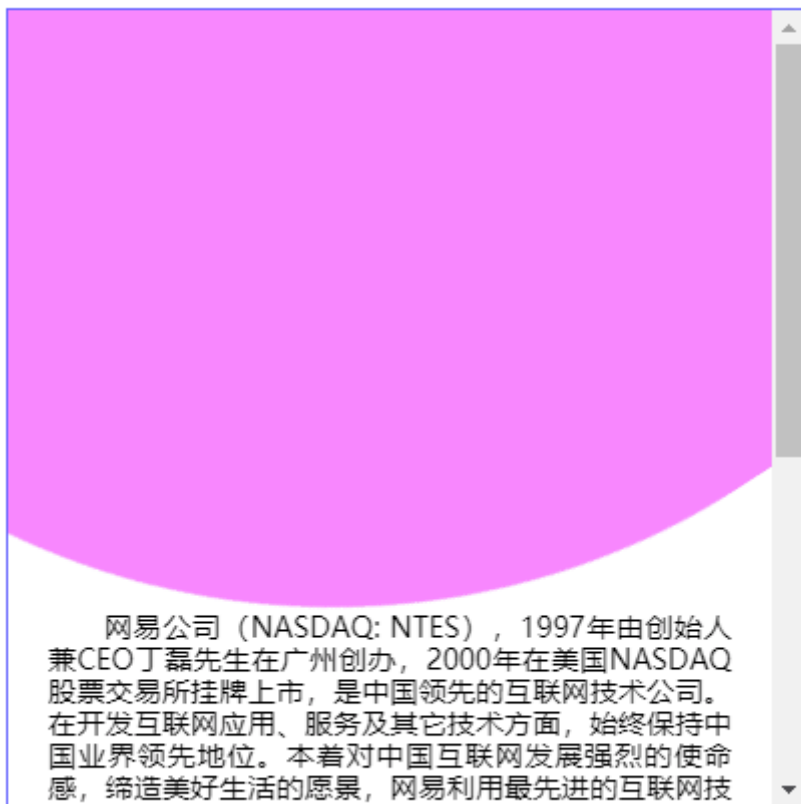 网易公司（NASDAQ: NTES），1997年由创始人
兼CEO丁磊先生在广州创办，2000年在美国NASDAQ
股票交易所挂牌上市，是中国领先的互联网技术公司。
在开发互联网应用、服务及其它技术方面，始终保持中
国业界领先地位。本着对中国互联网发展强烈的使命
感，缔造美好生活的愿景，网易利用最先进的互联网技